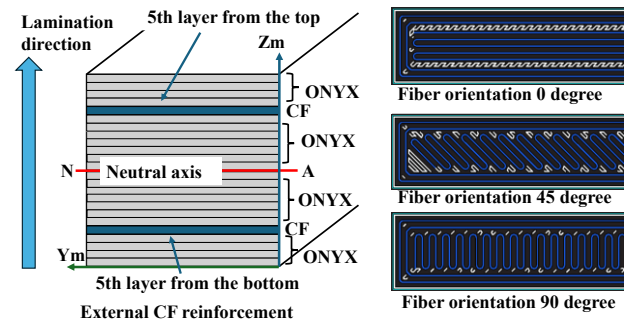 Lamination
direction
5th layer from the top
Zm
ONYX
CF
ONYX
N
Neutral axis
A
ONYX
CF
ONYX
Ym
5th layer from the bottom
External CF reinforcement
Fiber orientation 0 degree
Fiber orientation 45 degree
Fiber orientation 90 degree